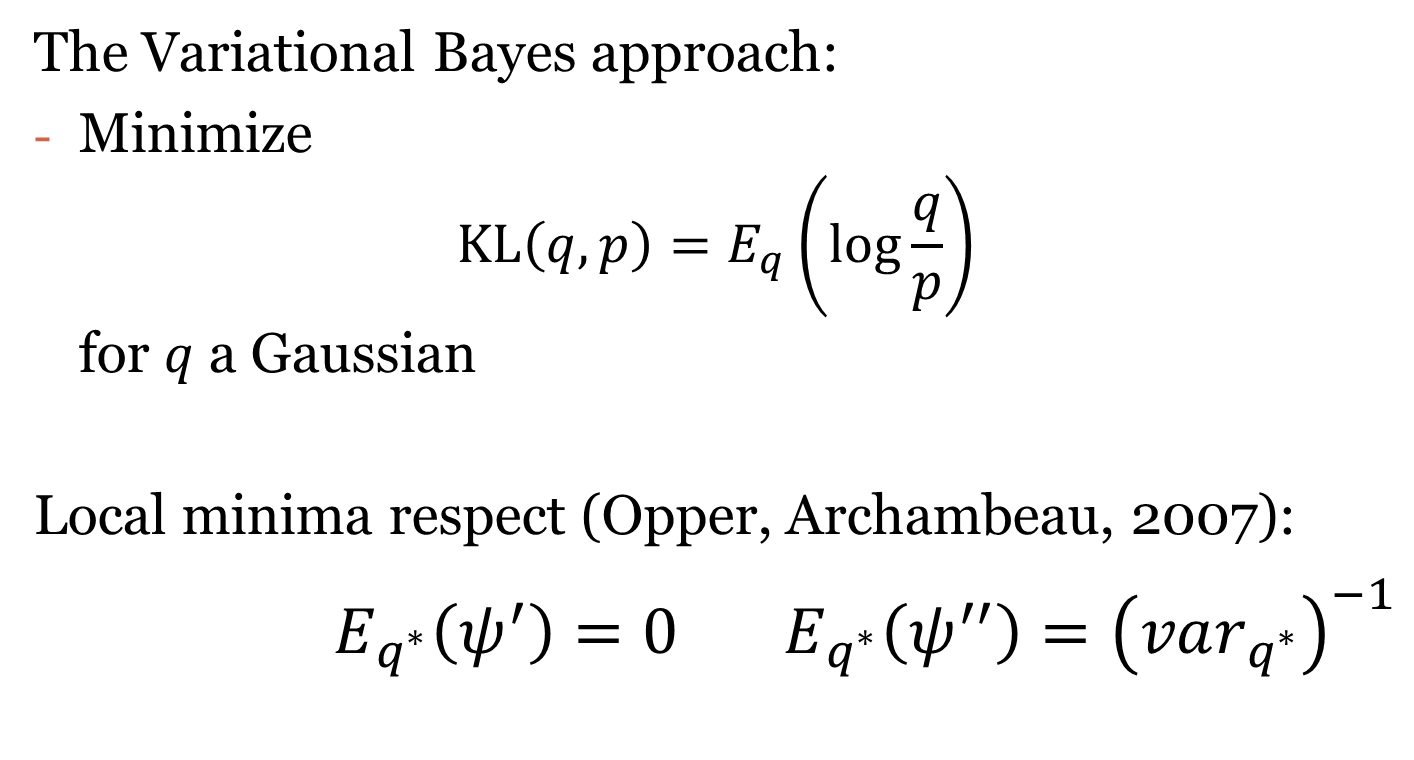 The Variational Bayes approach:
- Minimize
KL(q, p) = E_q (log q/p)
for q a Gaussian
Local minima respect (Opper, Archambeau, 2007):
E_{q*}(ψ′) = 0 E_{q*}(ψ′′) = (var_{q*})^{−1}